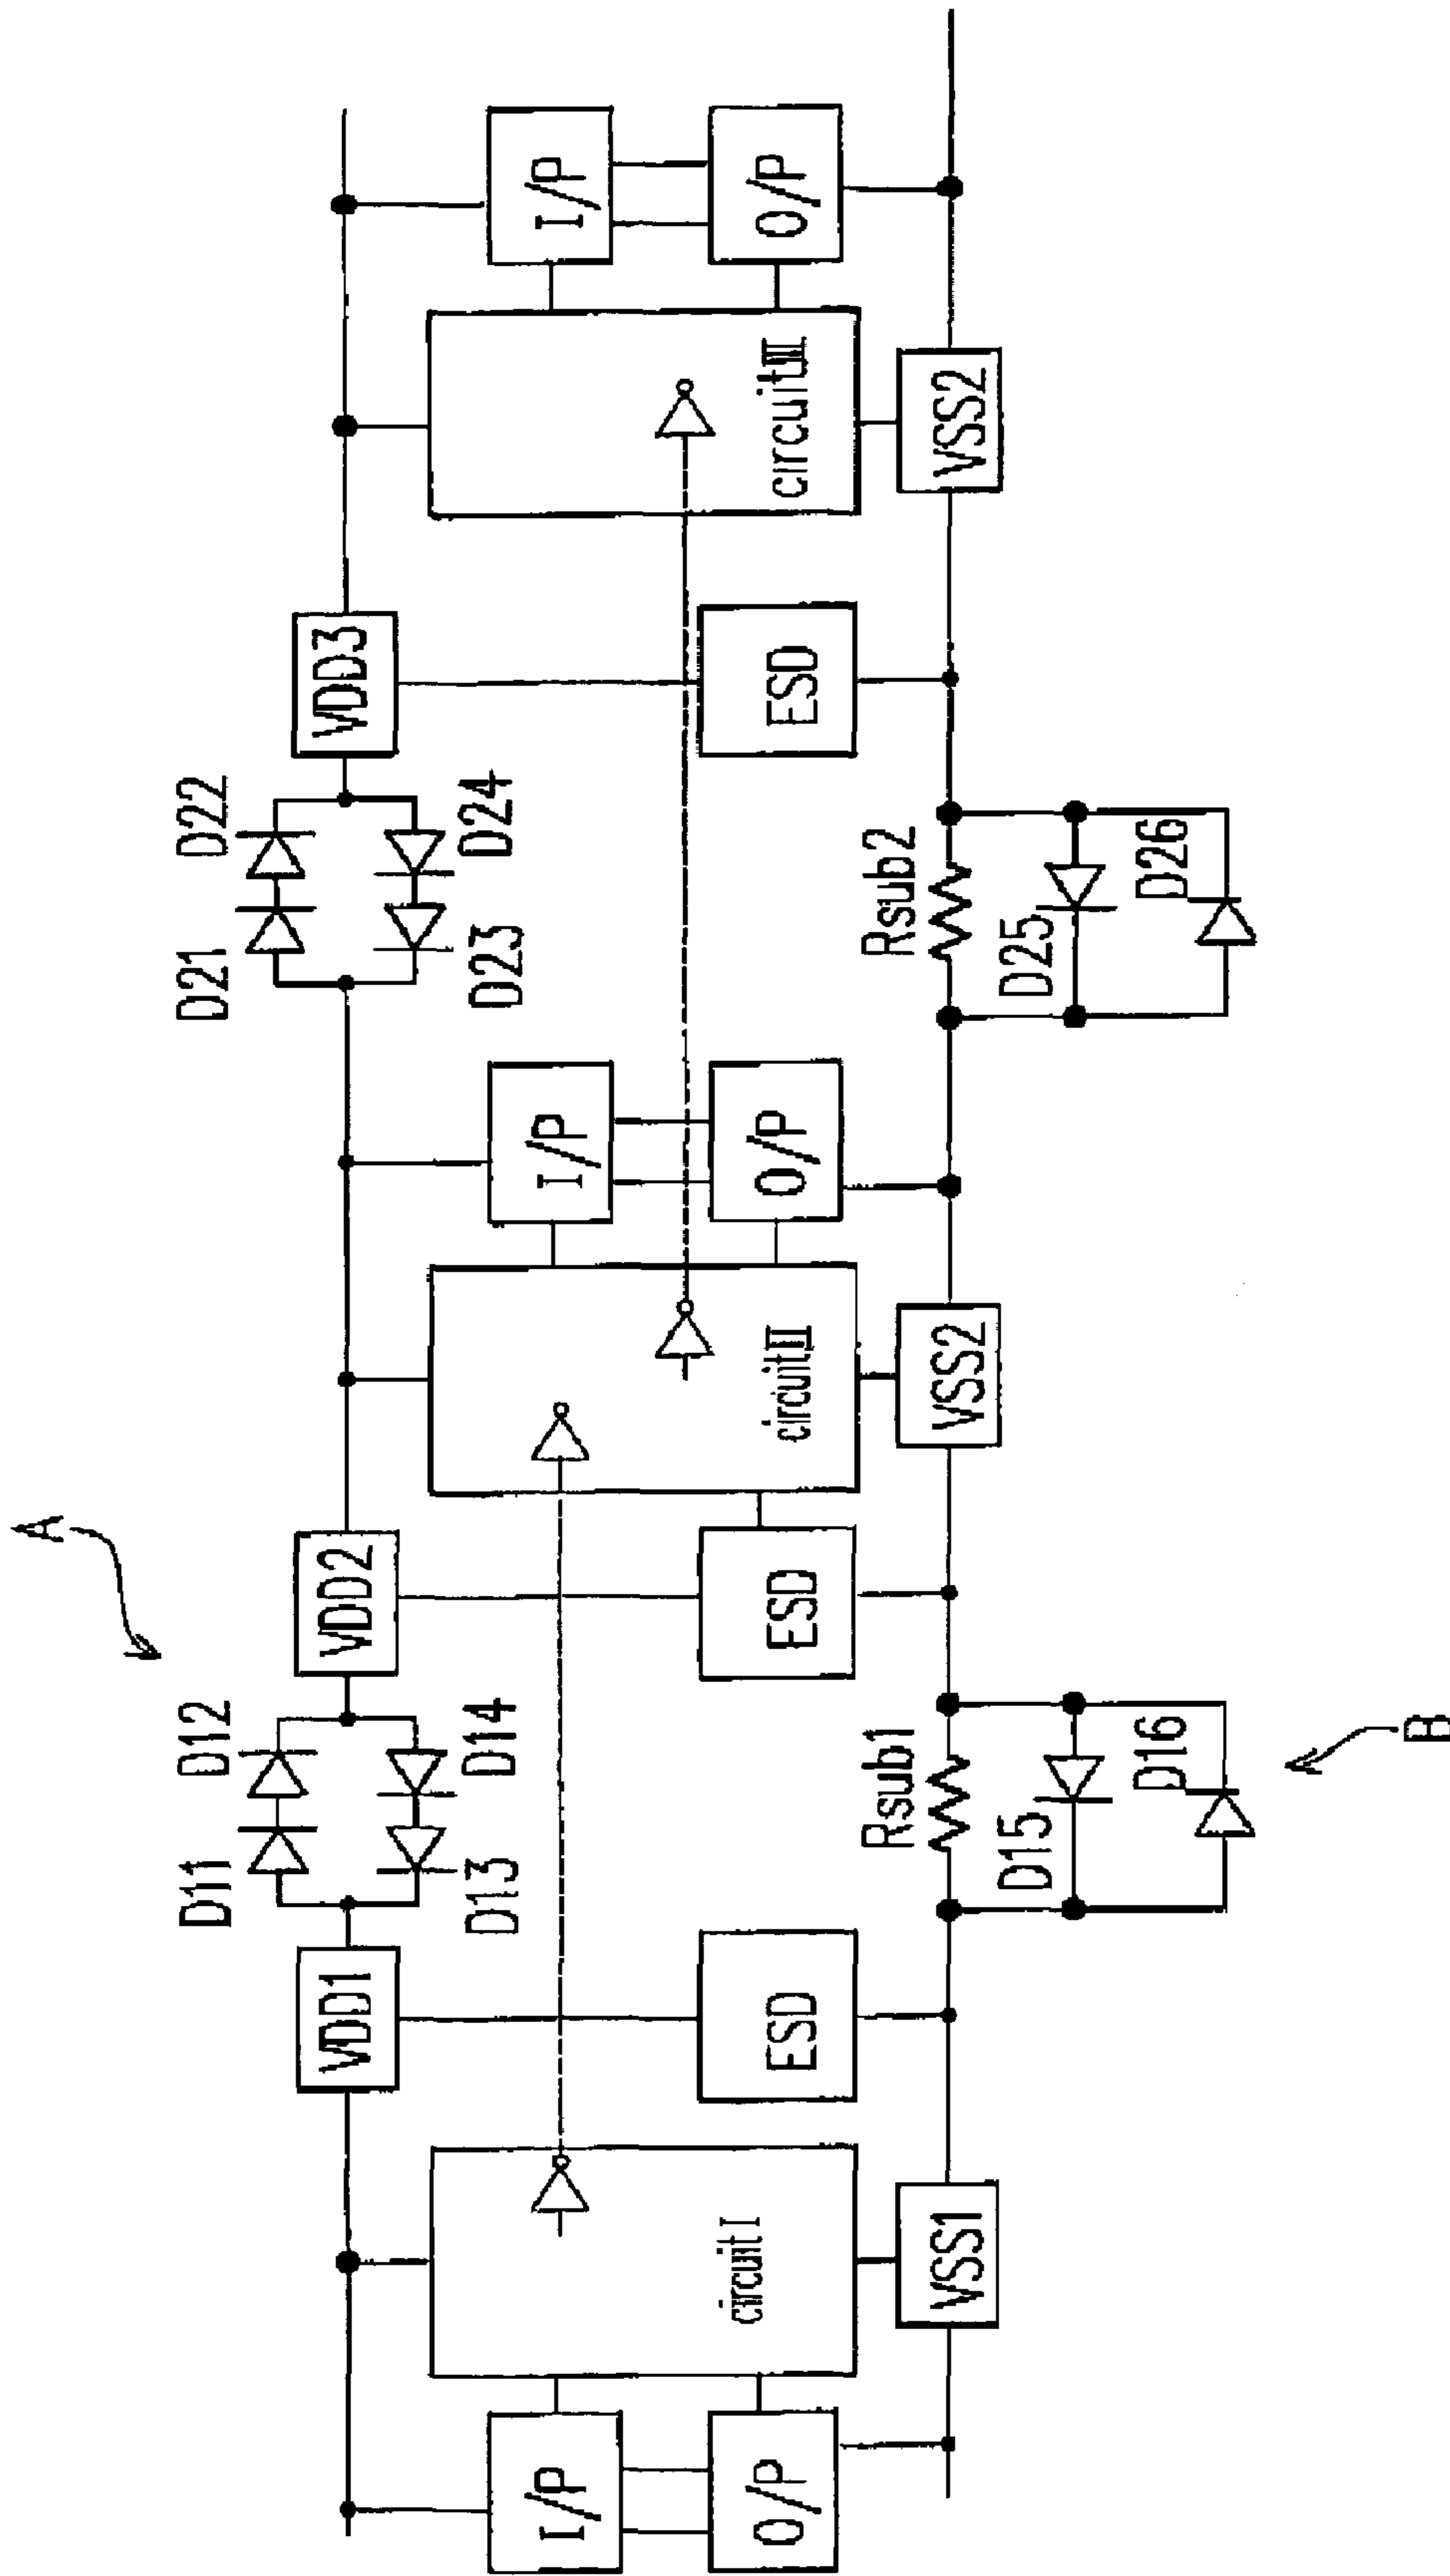 A
D11
D12
D21
D22
VDD1
VDD2
VDD3
D13
D14
D23
D24
I/P
I/P
I/P
circuit I
circuit II
circuit III
O/P
ESD
ESD
O/P
ESD
O/P
VSS1
Rsub1
VSS2
Rsub2
VSS2
D15
D25
D16
D26
B